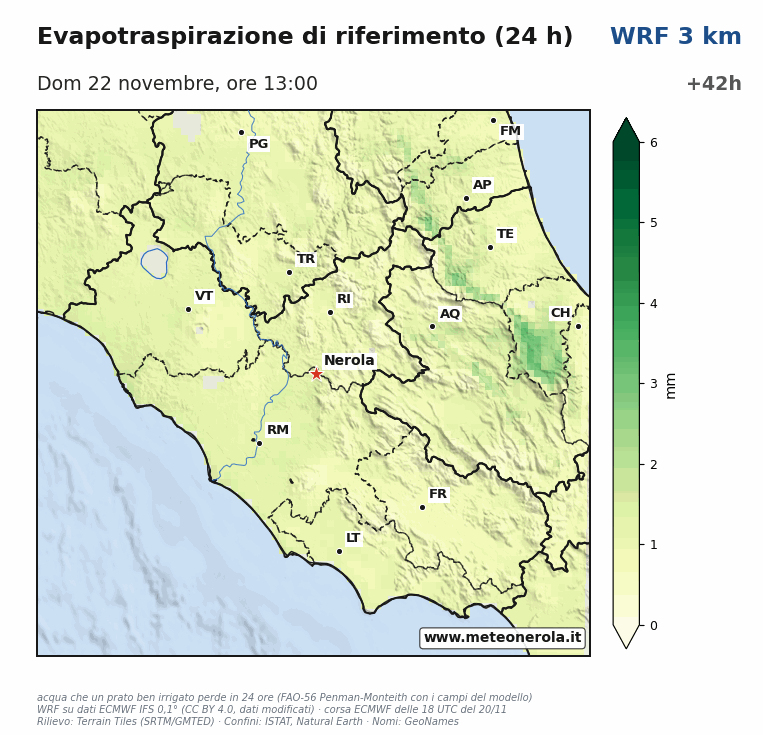 Evapotraspirazione di riferimento (24 h)
WRF 3 km
Dom 22 novembre, ore 13:00
+42h
FM
PG
AP
TE
TR
VT
RI
AQ
CH
Nerola
RM
FR
LT
www.meteonerola.it
6
5
4
3
2
1
0
mm
acqua che un prato ben irrigato perde in 24 ore (FAO-56 Penman-Monteith con i campi del modello)
WRF su dati ECMWF IFS 0,1° (CC BY 4.0, dati modificati) · corsa ECMWF delle 18 UTC del 20/11
Rilievo: Terrain Tiles (SRTM/GMTED) · Confini: ISTAT, Natural Earth · Nomi: GeoNames